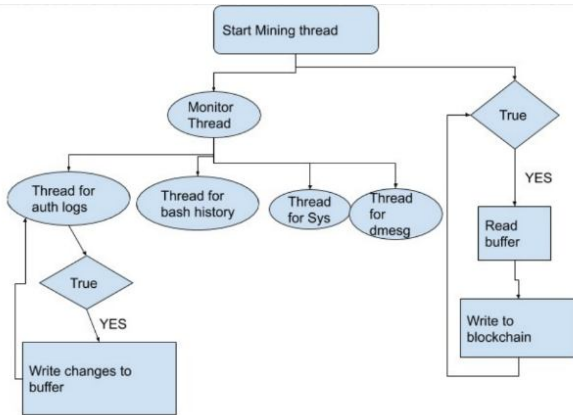 Start Mining thread
Monitor
Thread
True
YES
Thread for
auth logs
Thread for
bash history
Thread
for Sys
Thread
for
dmesg
Read
buffer
True
YES
Write to
blockchain
Write changes to
buffer